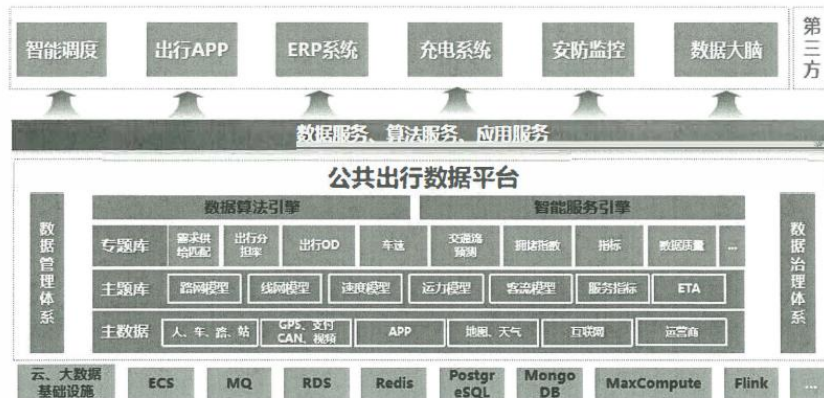 智能调度 出行APP ERP系统 充电系统 安防监控 数据大脑 第三方
数据服务、算法服务、应用服务
公共出行数据平台
数据管理体系
数据算法引擎 智能服务引擎
专题库 需求供给匹配 出行分担率 出行OD 车速 交通络预测 拥堵指数 指标 数据质量 ...
主题库 路网模型 线网模型 速度模型 运力模型 客流模型 服务指标 ETA
主数据 人、车、路、站 GPS、支付 CAN、视频 APP 地图、天气 互联网 运营商
数据治理体系
云、大数据基础设施 ECS MQ RDS Redis PostgreSQL MongoDB MaxCompute Flink ...